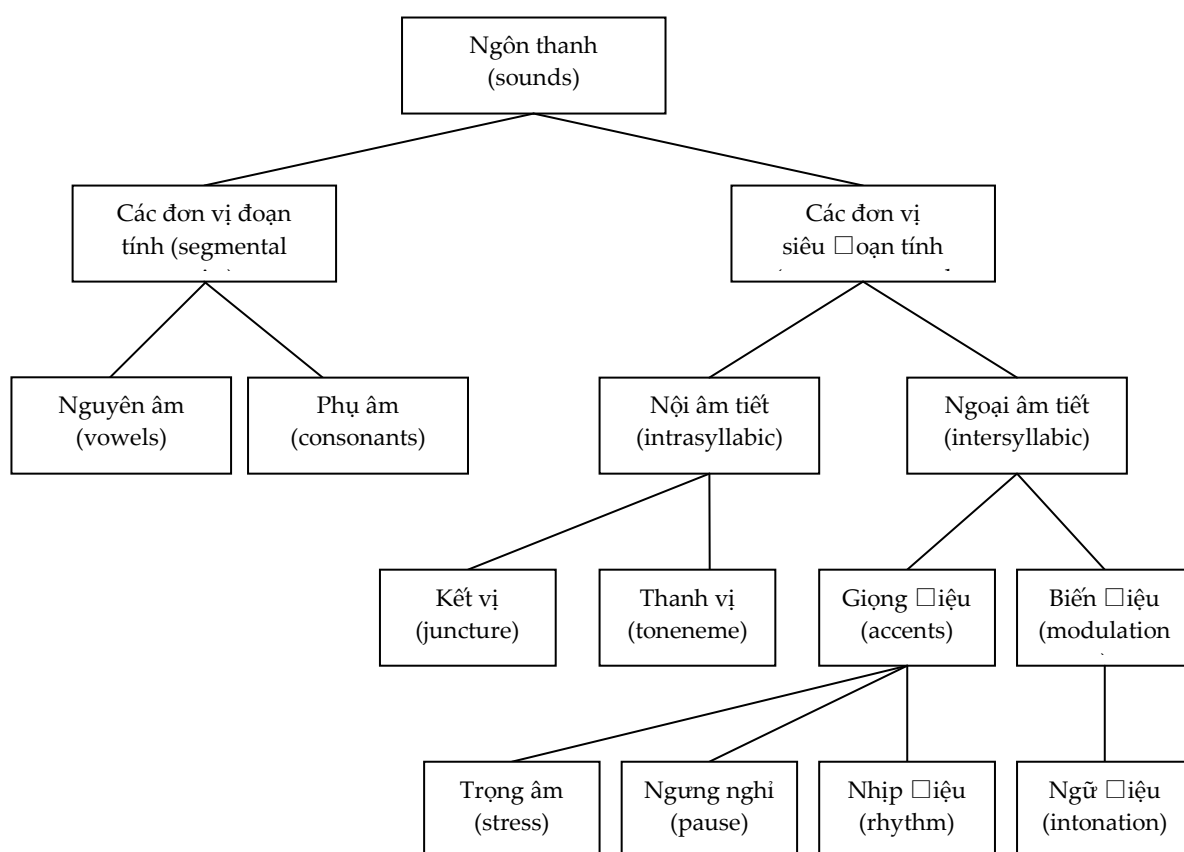 Ngôn thanh
(sounds)
Các đơn vị đoạn
tính (segmental
Các đơn vị
siêu □oạn tính
Nguyên âm
(vowels)
Phụ âm
(consonants)
Nội âm tiết
(intrasyllabic)
Ngoại âm tiết
(intersyllabic)
Kết vị
(juncture)
Thanh vị
(toneneme)
Giọng □iệu
(accents)
Biến □iệu
(modulation
Trọng âm
(stress)
Ngưng nghỉ
(pause)
Nhịp □iệu
(rhythm)
Ngữ □iệu
(intonation)